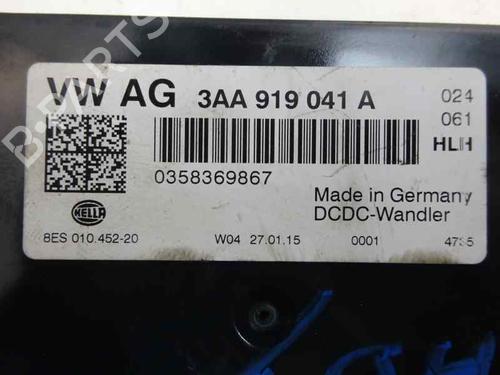 VW AG 3AA 919 041 A 024
061
HLH
0358369867
HELLA
Made in Germany
DCDC-Wandler
8ES 010.452-20 W04 27.01.15 0001
B-PARTS